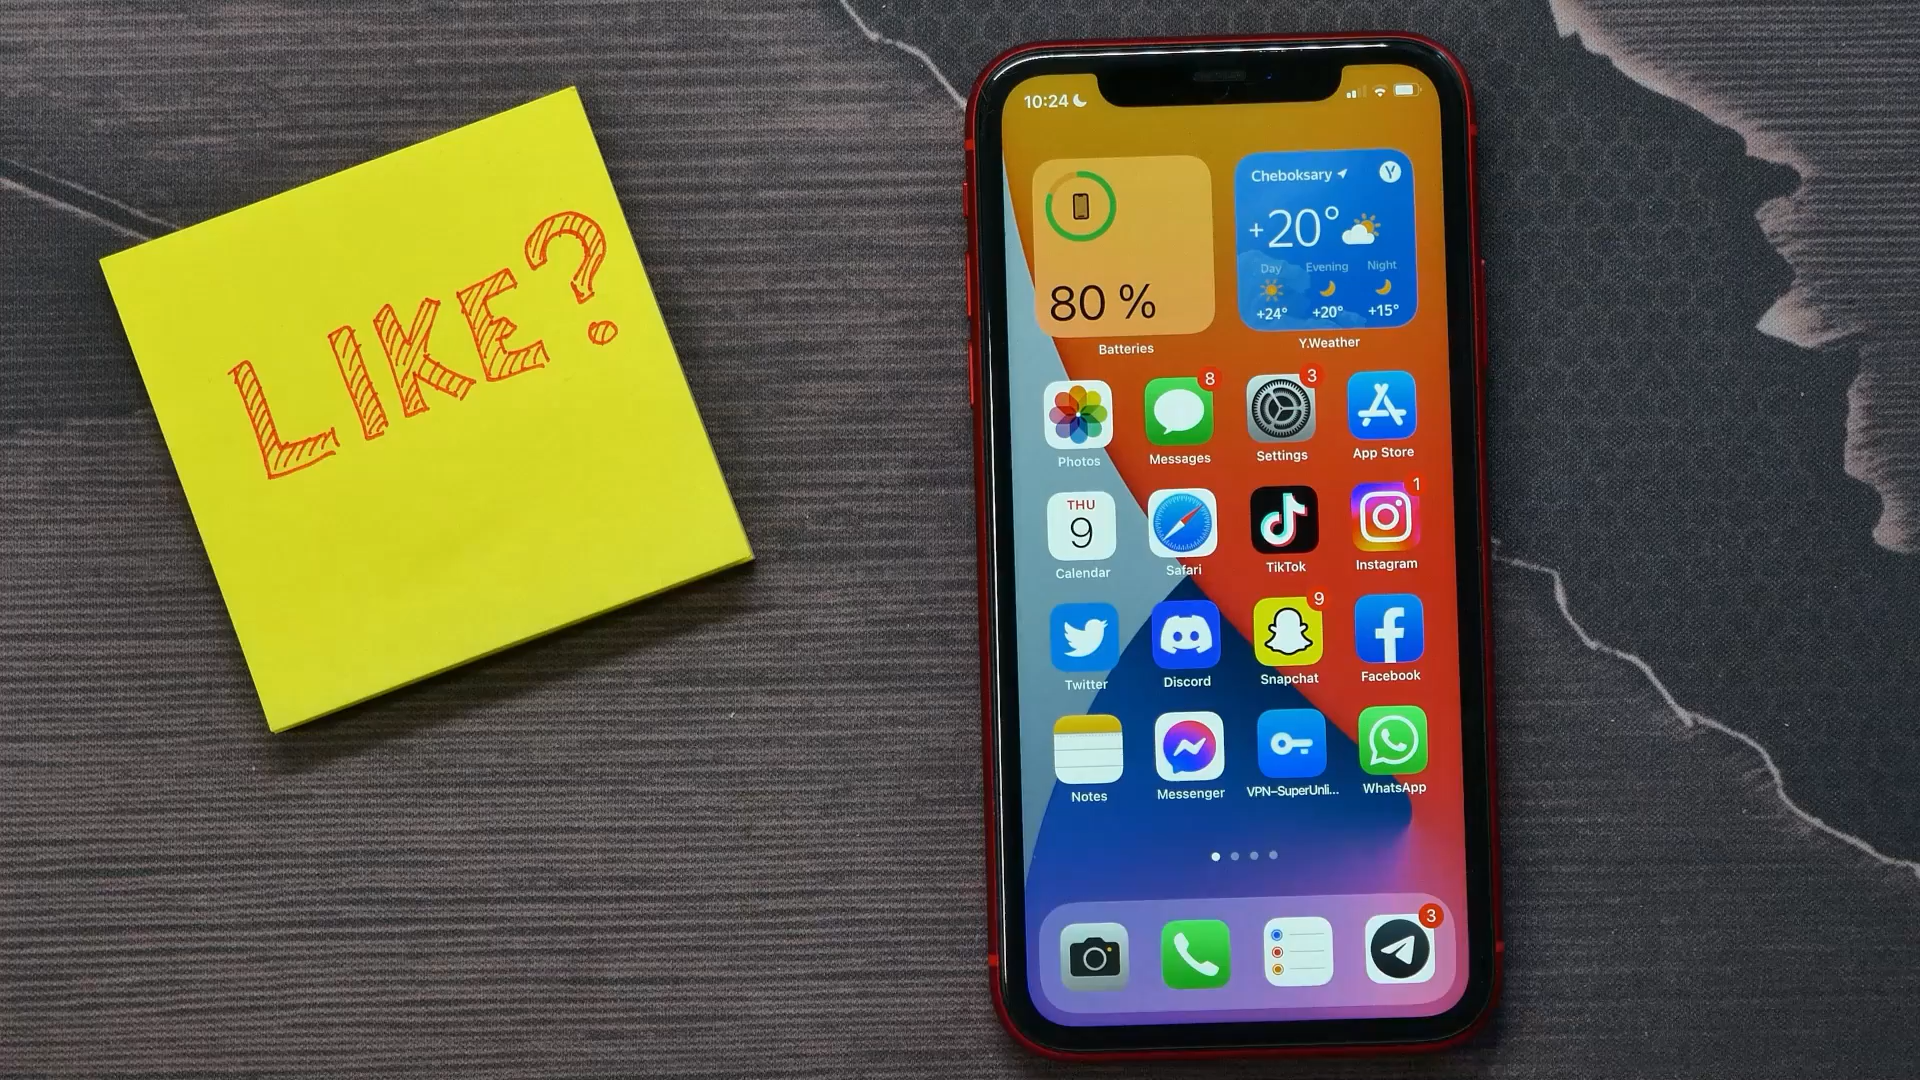 LIKE?
10:24
80 %
Batteries
Cheboksary
Y
+20°
Day Evening Night
+24° +20° +15°
Y.Weather
8 3
Photos Messages Settings App Store
THU
9
1
Calendar Safari TikTok Instagram
9
Twitter Discord Snapchat Facebook
Notes Messenger VPN–SuperUnli... WhatsApp
3